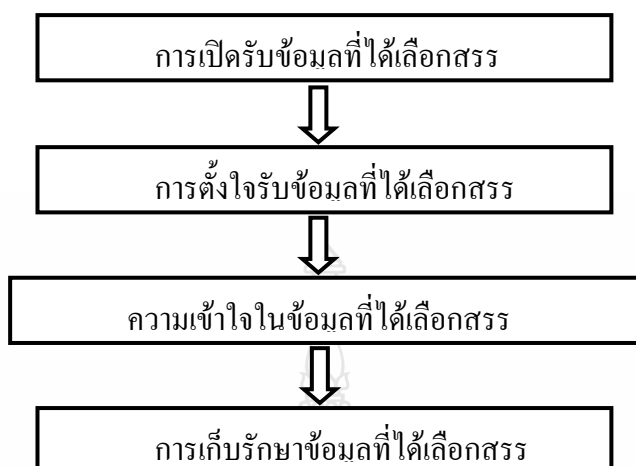 การเปิดรับข้อมูลที่ได้เลือกสรร
การตั้งใจรับข้อมูลที่ได้เลือกสรร
ความเข้าใจในข้อมูลที่ได้เลือกสรร
การเก็บรักษาข้อมูลที่ได้เลือกสรร